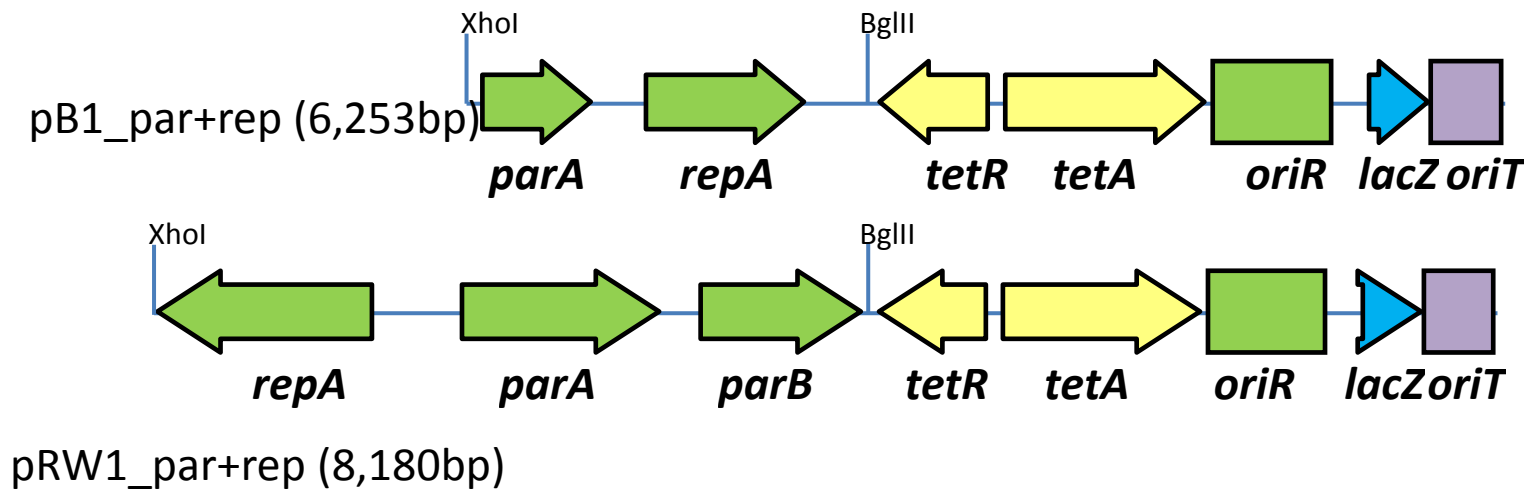 XhoI BglII
pB1_par+rep (6,253bp)
parA repA tetR tetA oriR lacZ oriT
XhoI BglII
repA parA parB tetR tetA oriR lacZ oriT
pRW1_par+rep (8,180bp)